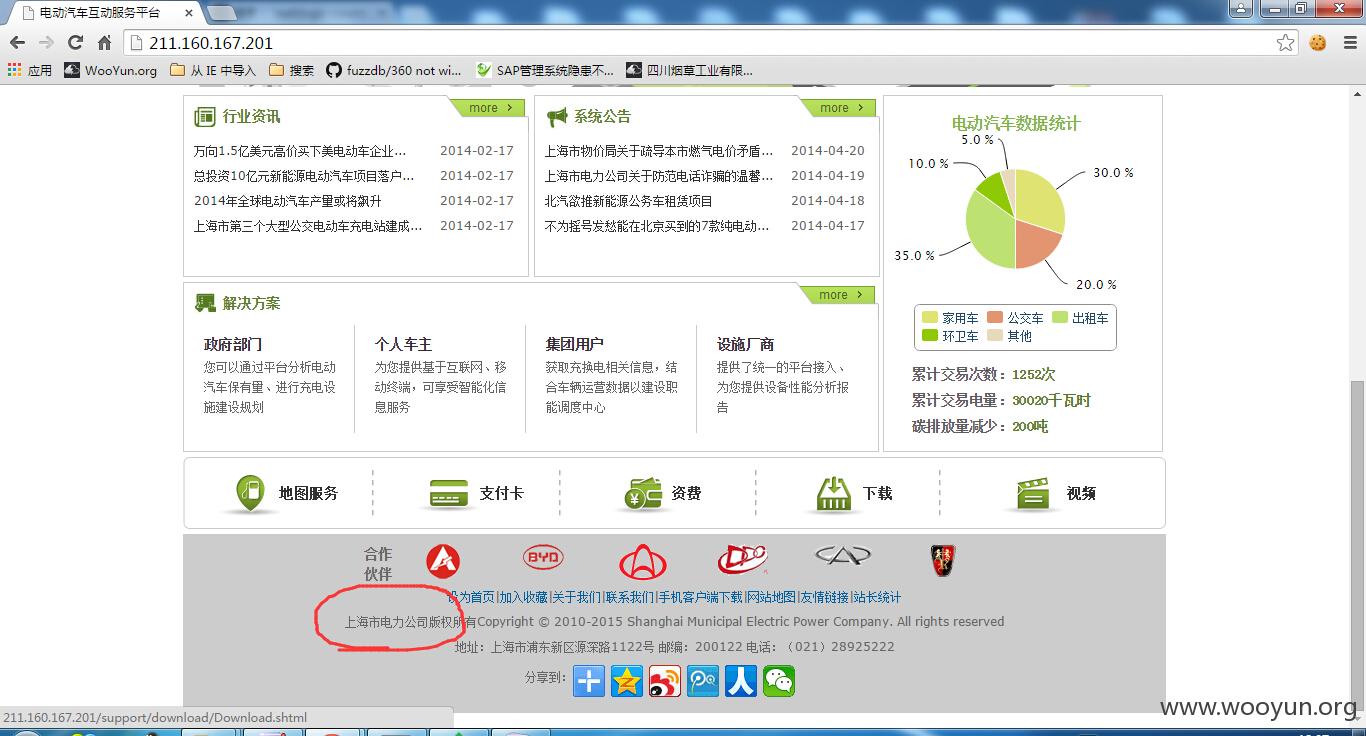 电动汽车互动服务平台
211.160.167.201
应用 WooYun.org 从 IE 中导入 搜索 fuzzdb/360 not wi... SAP管理系统隐患不... 四川烟草工业有限...
行业资讯 more >
万向1.5亿美元高价买下美电动车企业... 2014-02-17
总投资10亿元新能源电动汽车项目落户... 2014-02-17
2014年全球电动汽车产量或将飙升 2014-02-17
上海市第三个大型公交电动车充电站建成... 2014-02-17
系统公告 more >
上海市物价局关于疏导本市燃气电价矛盾... 2014-04-20
上海市电力公司关于防范电话诈骗的温馨... 2014-04-19
北汽欲推新能源公务车租赁项目 2014-04-18
不为摇号发愁能在北京买到的7款纯电动... 2014-04-17
电动汽车数据统计
5.0 %
10.0 %
30.0 %
35.0 %
20.0 %
家用车 公交车 出租车
环卫车 其他
累计交易次数：1252次
累计交易电量：30020千瓦时
碳排放量减少：200吨
解决方案 more >
政府部门
您可以通过平台分析电动
汽车保有量、进行充电设
施建设规划
个人车主
为您提供基于互联网、移
动终端，可享受智能化信
息服务
集团用户
获取充换电相关信息，结
合车辆运营数据以建设职
能调度中心
设施厂商
提供了统一的平台接入、
为您提供设备性能分析报
告
地图服务 支付卡 资费 下载 视频
合作
伙伴
BYD
设为首页|加入收藏|关于我们|联系我们|手机客户端下载|网站地图|友情链接|站长统计
上海市电力公司版权所有Copyright © 2010-2015 Shanghai Municipal Electric Power Company. All rights reserved
地址：上海市浦东新区源深路1122号 邮编：200122 电话：（021）28925222
分享到：
211.160.167.201/support/download/Download.shtml
www.wooyun.org